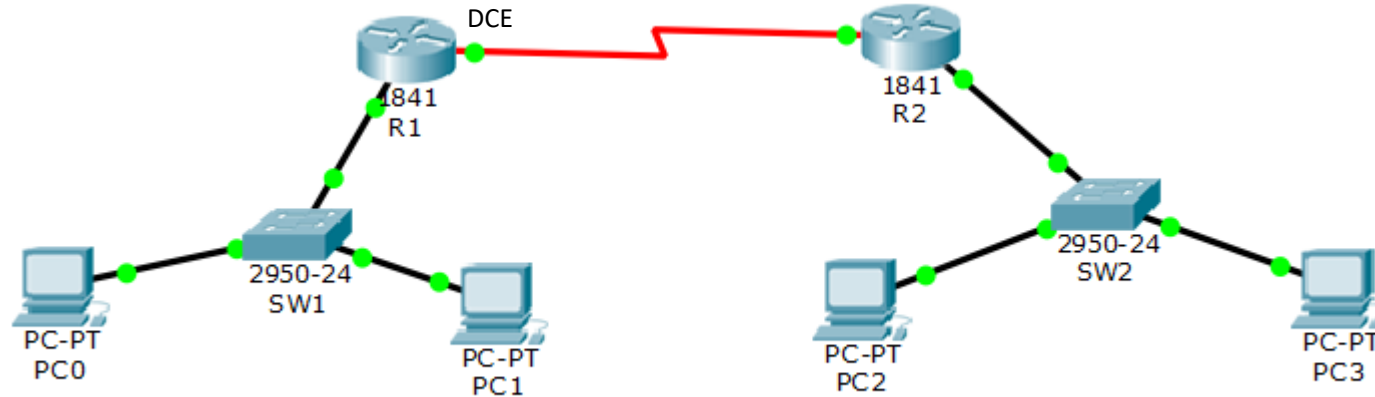 DCE
1841
R1
1841
R2
2950-24
SW1
2950-24
SW2
PC-PT
PC0
PC-PT
PC1
PC-PT
PC2
PC-PT
PC3